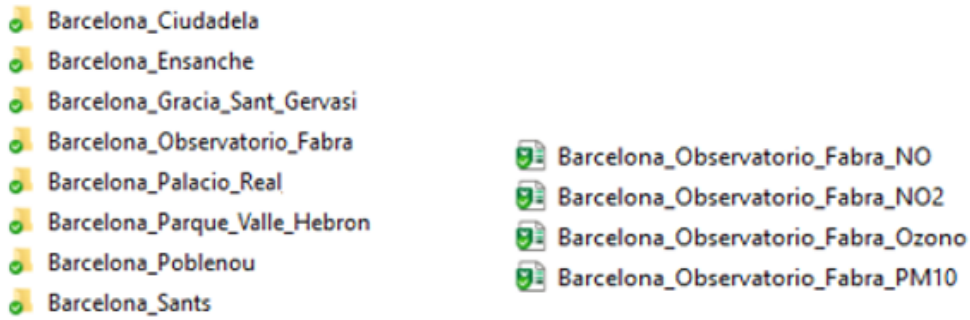 Barcelona_Ciudadela
Barcelona_Ensanche
Barcelona_Gracia_Sant_Gervasi
Barcelona_Observatorio_Fabra
Barcelona_Palacio_Real
Barcelona_Parque_Valle_Hebron
Barcelona_Poblenou
Barcelona_Sants
Barcelona_Observatorio_Fabra_NO
Barcelona_Observatorio_Fabra_NO2
Barcelona_Observatorio_Fabra_Ozono
Barcelona_Observatorio_Fabra_PM10